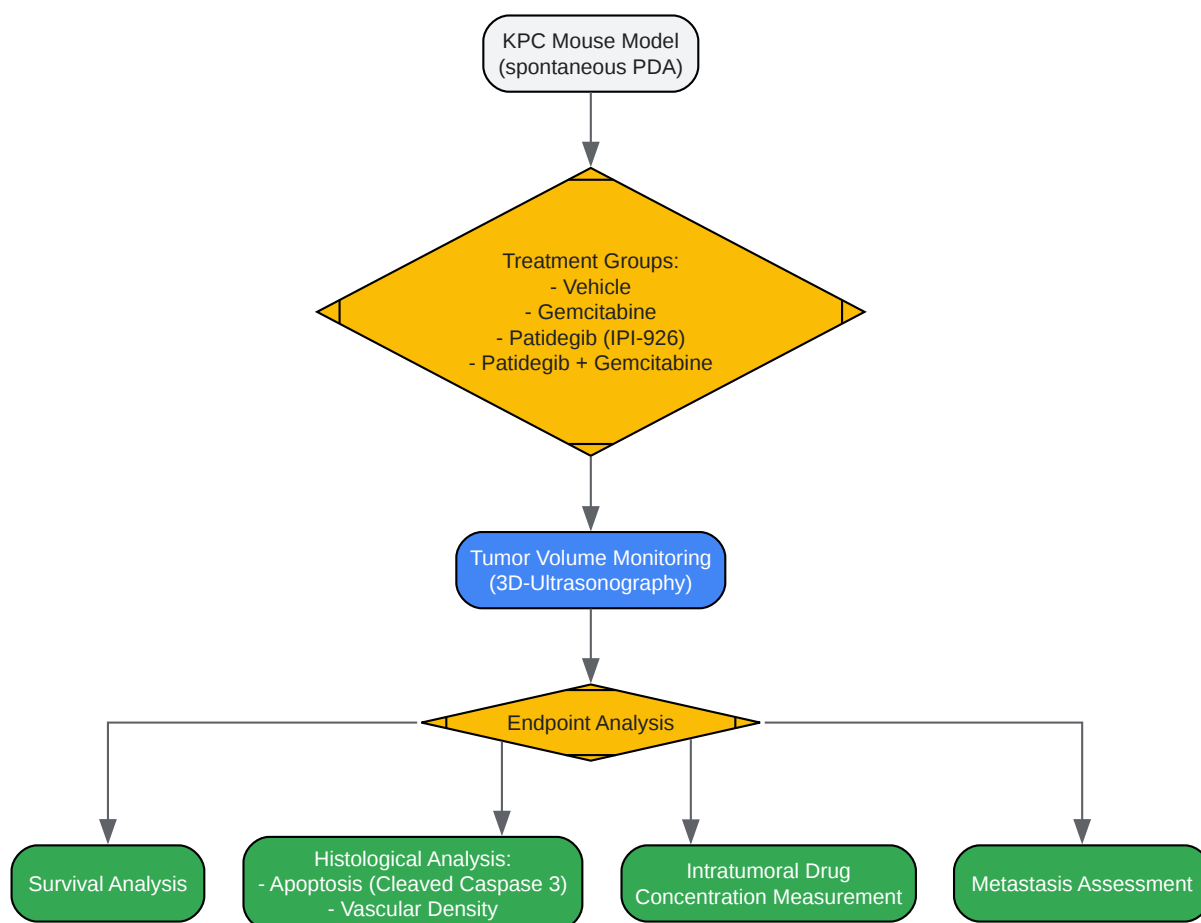 KPC Mouse Model
(spontaneous PDA)
Treatment Groups:
- Vehicle
- Gemcitabine
- Patidegib (IPI-926)
- Patidegib + Gemcitabine
Tumor Volume Monitoring
(3D-Ultrasonography)
Endpoint Analysis
Survival Analysis
Histological Analysis:
- Apoptosis (Cleaved Caspase 3)
- Vascular Density
Intratumoral Drug
Concentration Measurement
Metastasis Assessment